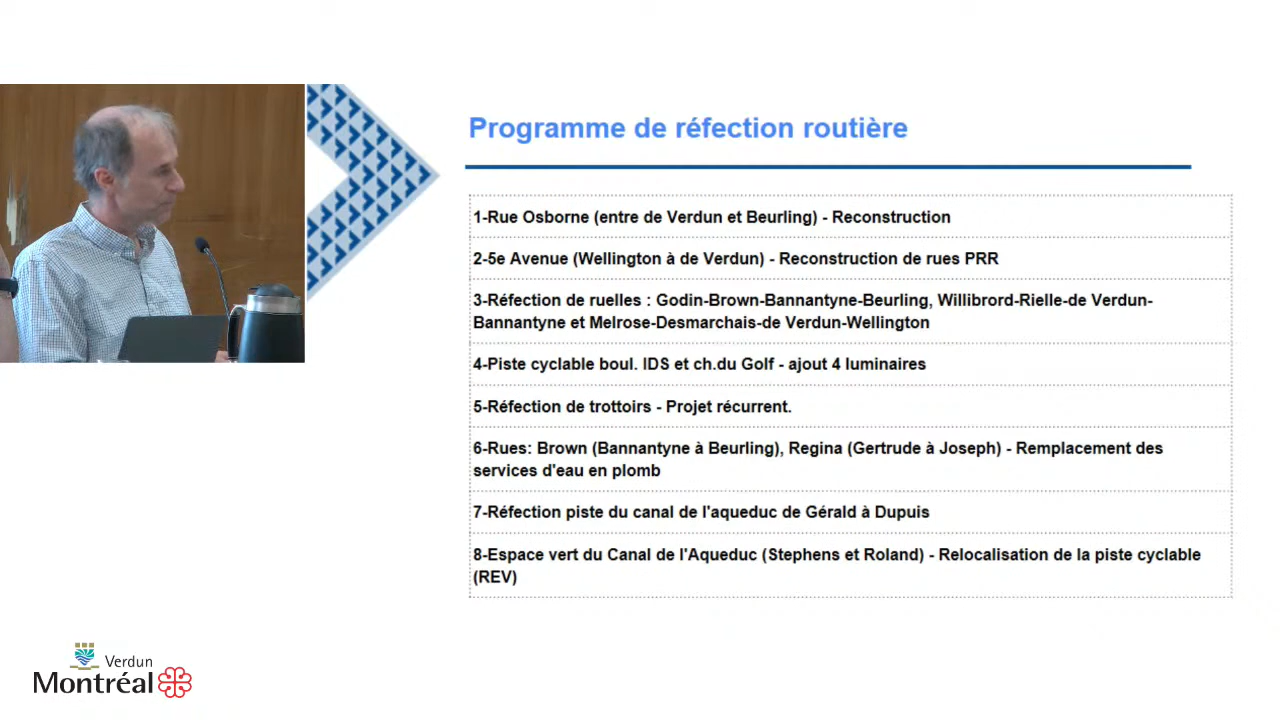 Programme de réfection routière
1-Rue Osborne (entre de Verdun et Beurling) - Reconstruction
2-5e Avenue (Wellington à de Verdun) - Reconstruction de rues PRR
3-Réfection de ruelles : Godin-Brown-Bannantyne-Beurling, Willibrord-Rielle-de Verdun-
Bannantyne et Melrose-Desmarchais-de Verdun-Wellington
4-Piste cyclable boul. IDS et ch.du Golf - ajout 4 luminaires
5-Réfection de trottoirs - Projet récurrent.
6-Rues: Brown (Bannantyne à Beurling), Regina (Gertrude à Joseph) - Remplacement des
services d'eau en plomb
7-Réfection piste du canal de l'aqueduc de Gérald à Dupuis
8-Espace vert du Canal de l'Aqueduc (Stephens et Roland) - Relocalisation de la piste cyclable
(REV)
Verdun
Montréal